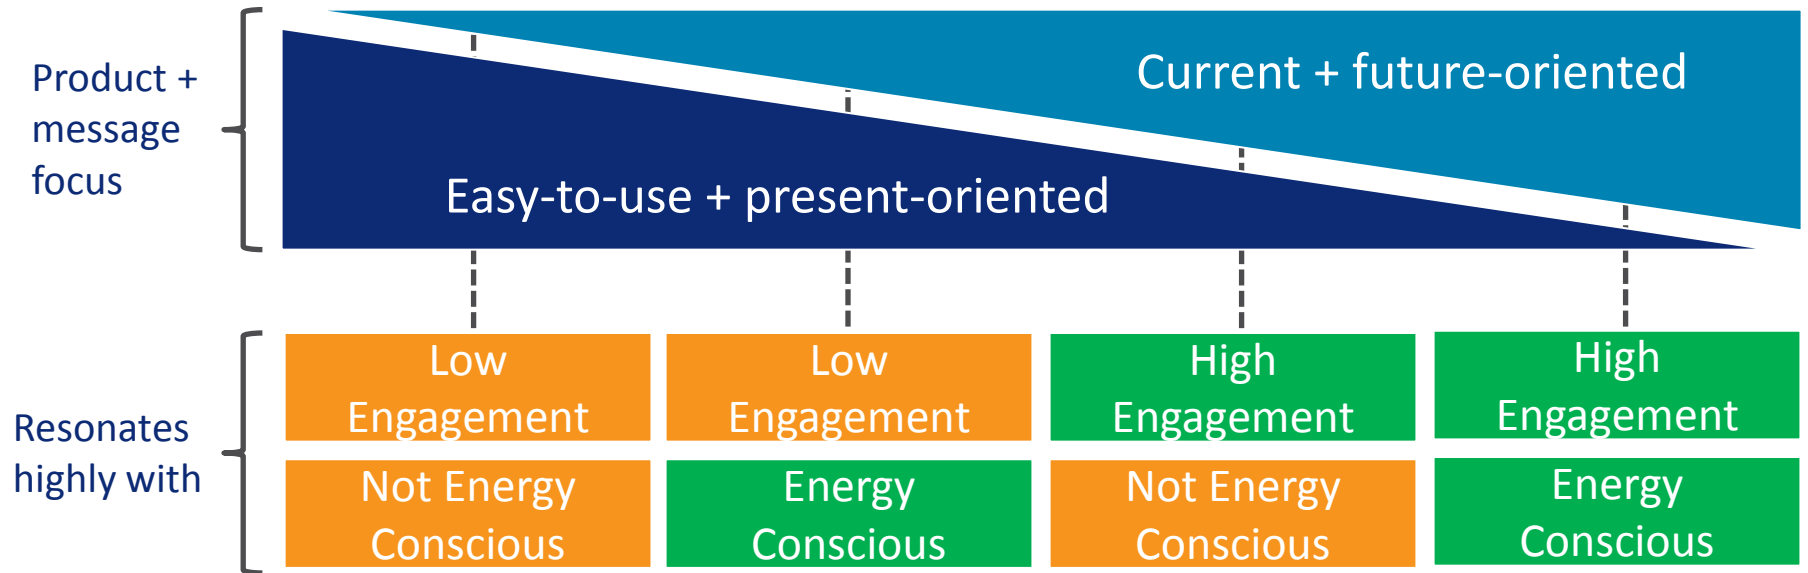 Product +
message
focus
Current + future-oriented
Easy-to-use + present-oriented
Resonates
highly with
Low
Engagement
Low
Engagement
High
Engagement
High
Engagement
Not Energy
Conscious
Energy
Conscious
Not Energy
Conscious
Energy
Conscious